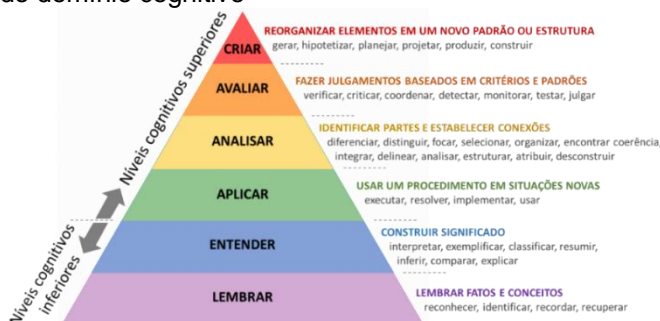 do domínio cognitivo
REORGANIZAR ELEMENTOS EM UM NOVO PADRÃO OU ESTRUTURA
gerar, hipotetizar, planejar, projetar, produzir, construir
CRIAR
FAZER JULGAMENTOS BASEADOS EM CRITÉRIOS E PADRÕES
verificar, criticar, coordenar, detectar, monitorar, testar, julgar
AVALIAR
IDENTIFICAR PARTES E ESTABELECER CONEXÕES
diferenciar, distinguir, focar, selecionar, organizar, encontrar coerência,
integrar, delinear, analisar, estruturar, atribuir, desconstruir
ANALISAR
Níveis cognitivos superiores
USAR UM PROCEDIMENTO EM SITUAÇÕES NOVAS
executar, resolver, implementar, usar
APLICAR
CONSTRUIR SIGNIFICADO
interpretar, exemplificar, classificar, resumir,
inferir, comparar, explicar
ENTENDER
Níveis cognitivos
inferiores
LEMBRAR FATOS E CONCEITOS
reconhecer, identificar, recordar, recuperar
LEMBRAR